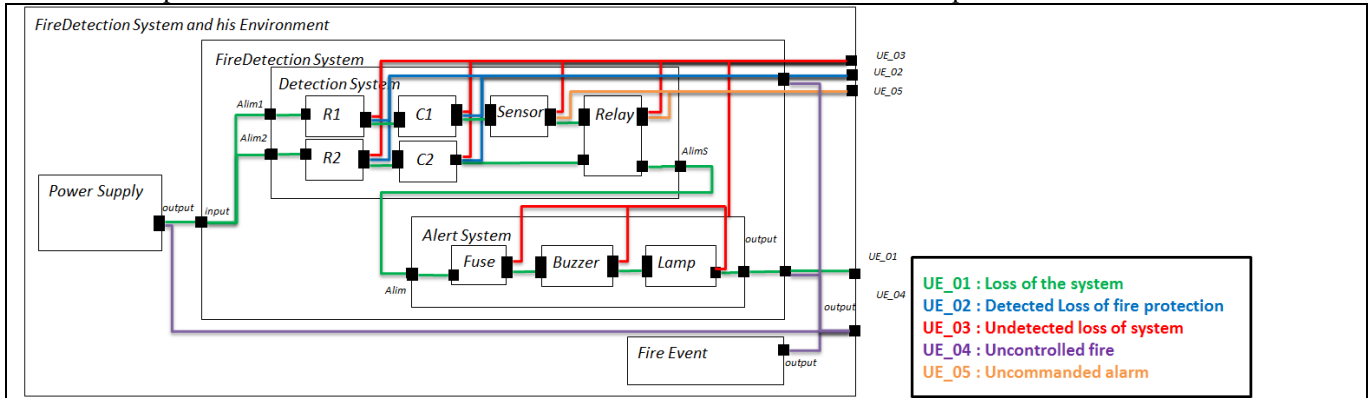 FireDetection System and his Environment
FireDetection System
UE_03
UE_02
UE_05
Detection System
Alim1
R1
C1
Sensor
Relay
Alim2
R2
C2
AlimS
Power Supply
output
input
Alert System
output
Fuse
Buzzer
Lamp
Alim
UE_01
UE_04
output
Fire Event
output
UE_01 : Loss of the system
UE_02 : Detected Loss of fire protection
UE_03 : Undetected loss of system
UE_04 : Uncontrolled fire
UE_05 : Uncommanded alarm